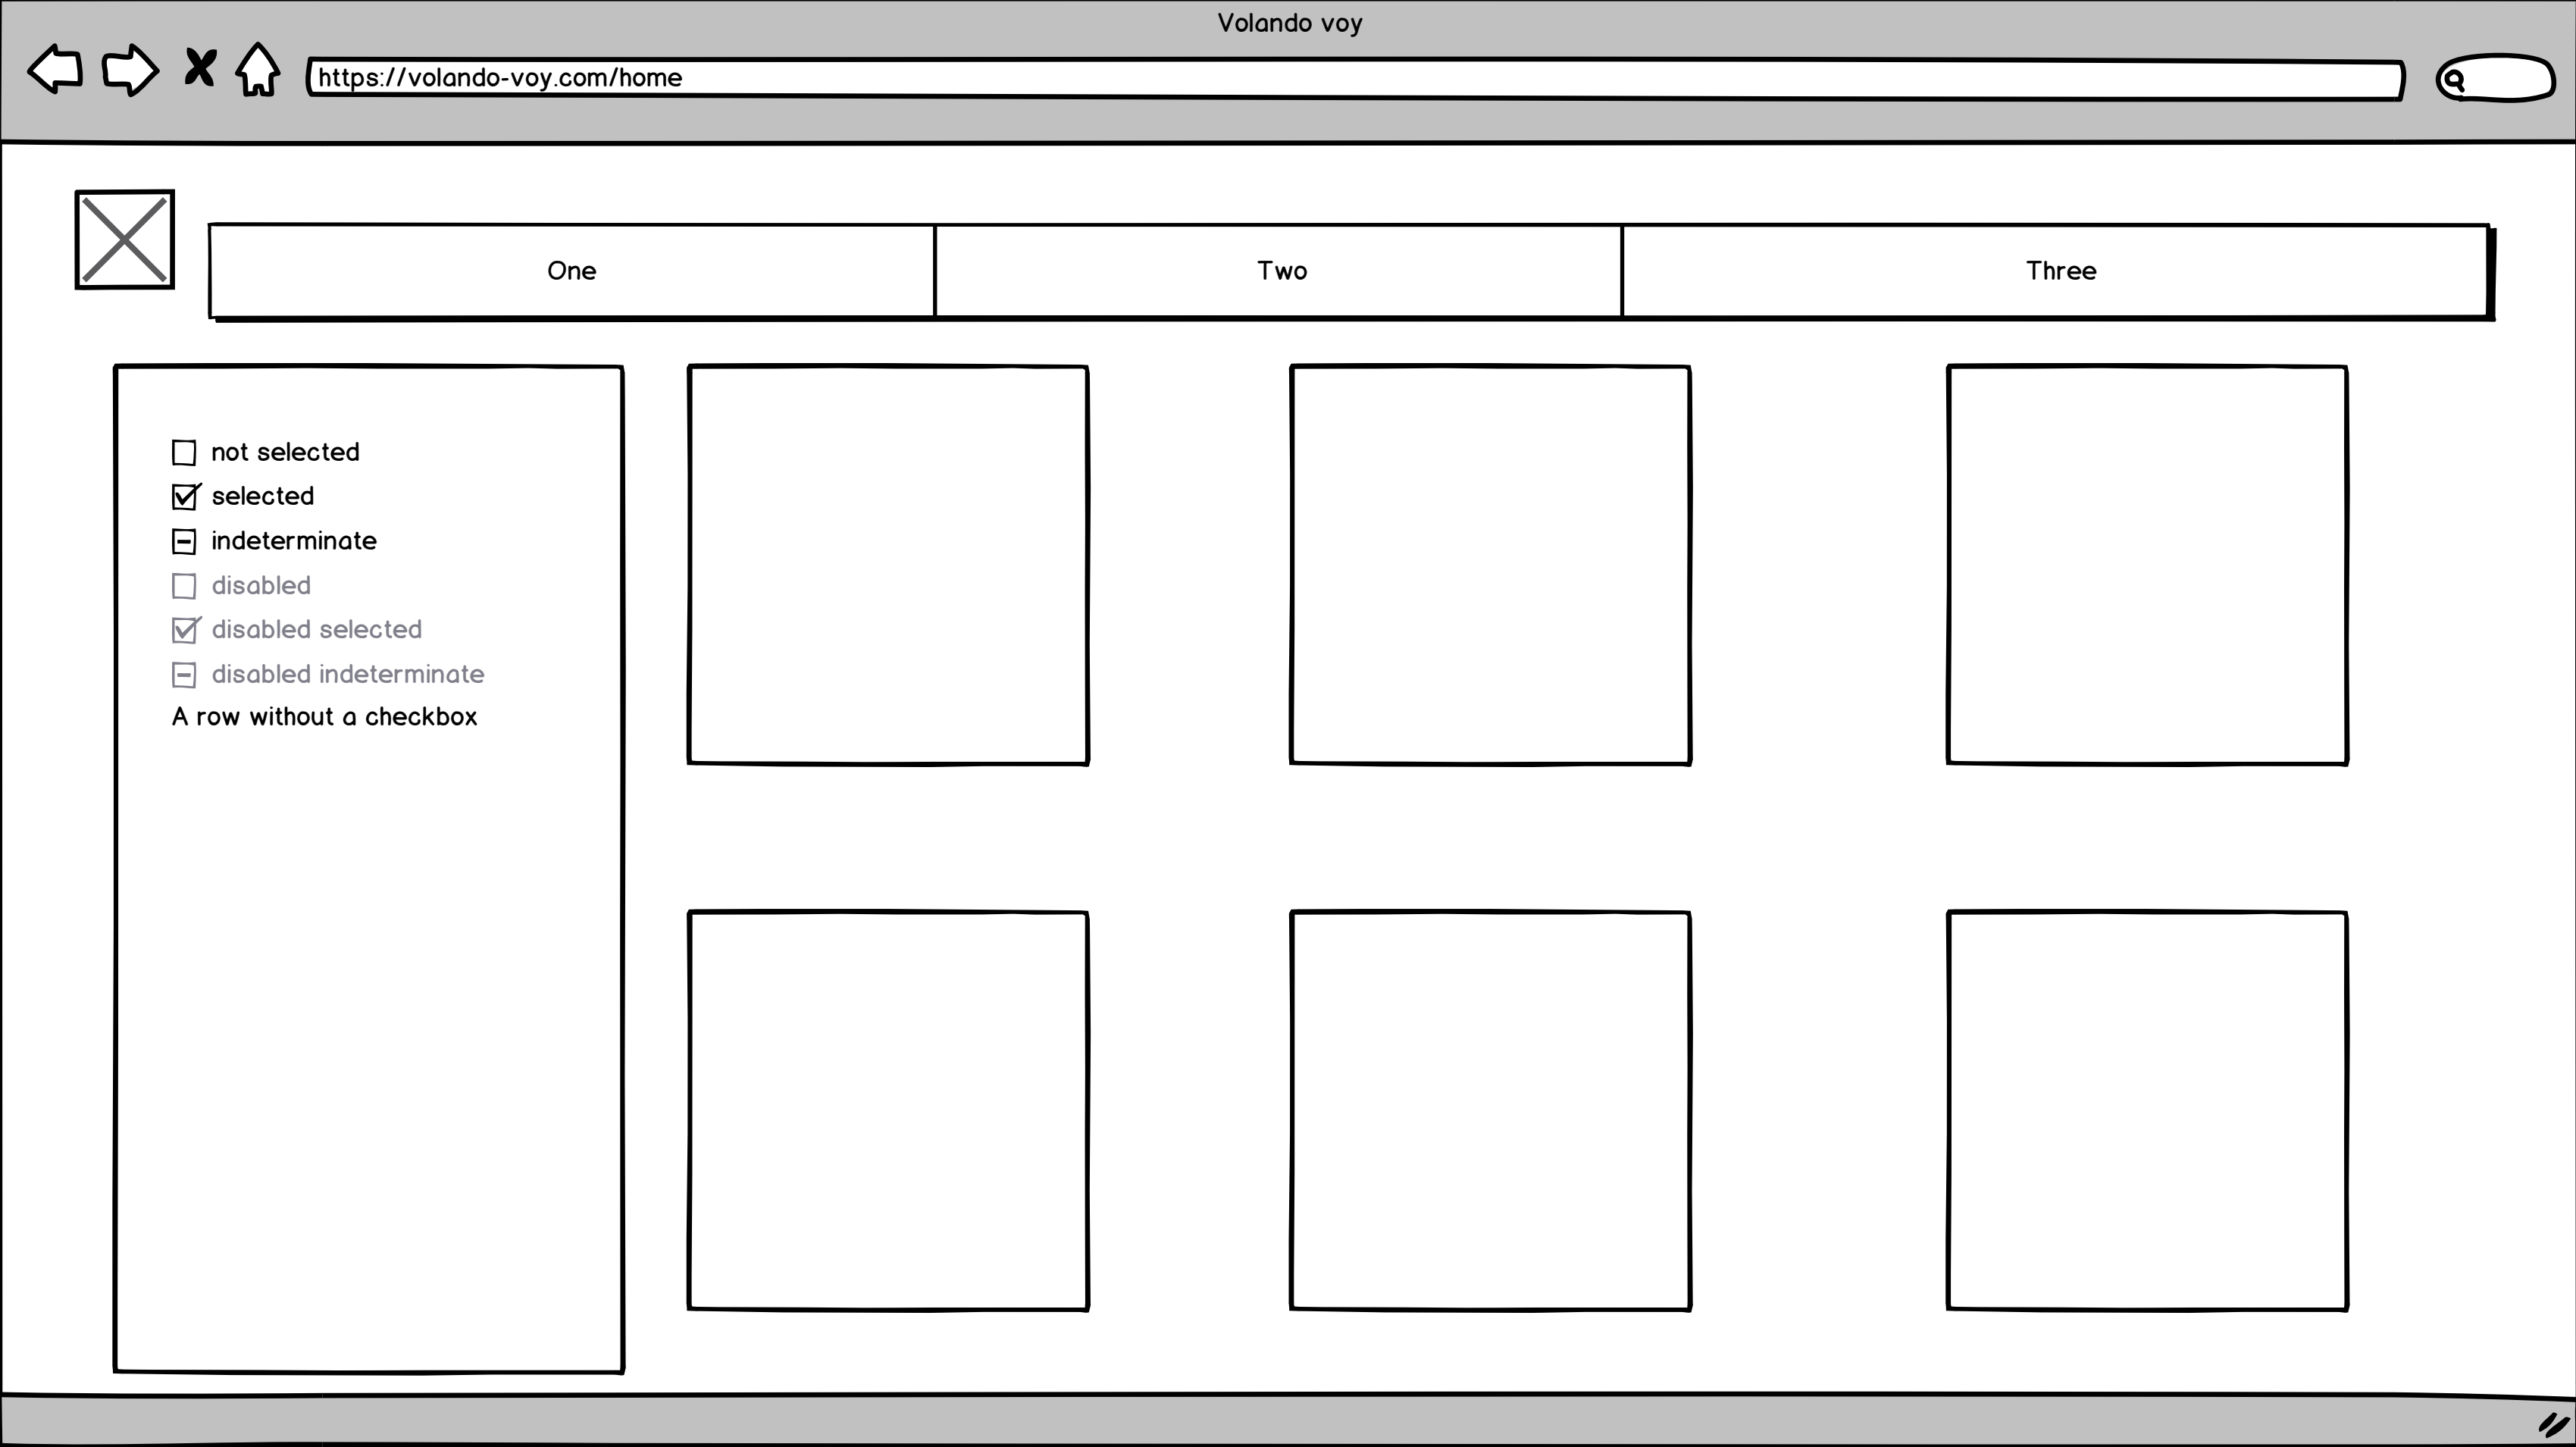 Volando voy
https://volando-voy.com/home
One
Two
Three
not selected
selected
indeterminate
disabled
disabled selected
disabled indeterminate
A row without a checkbox